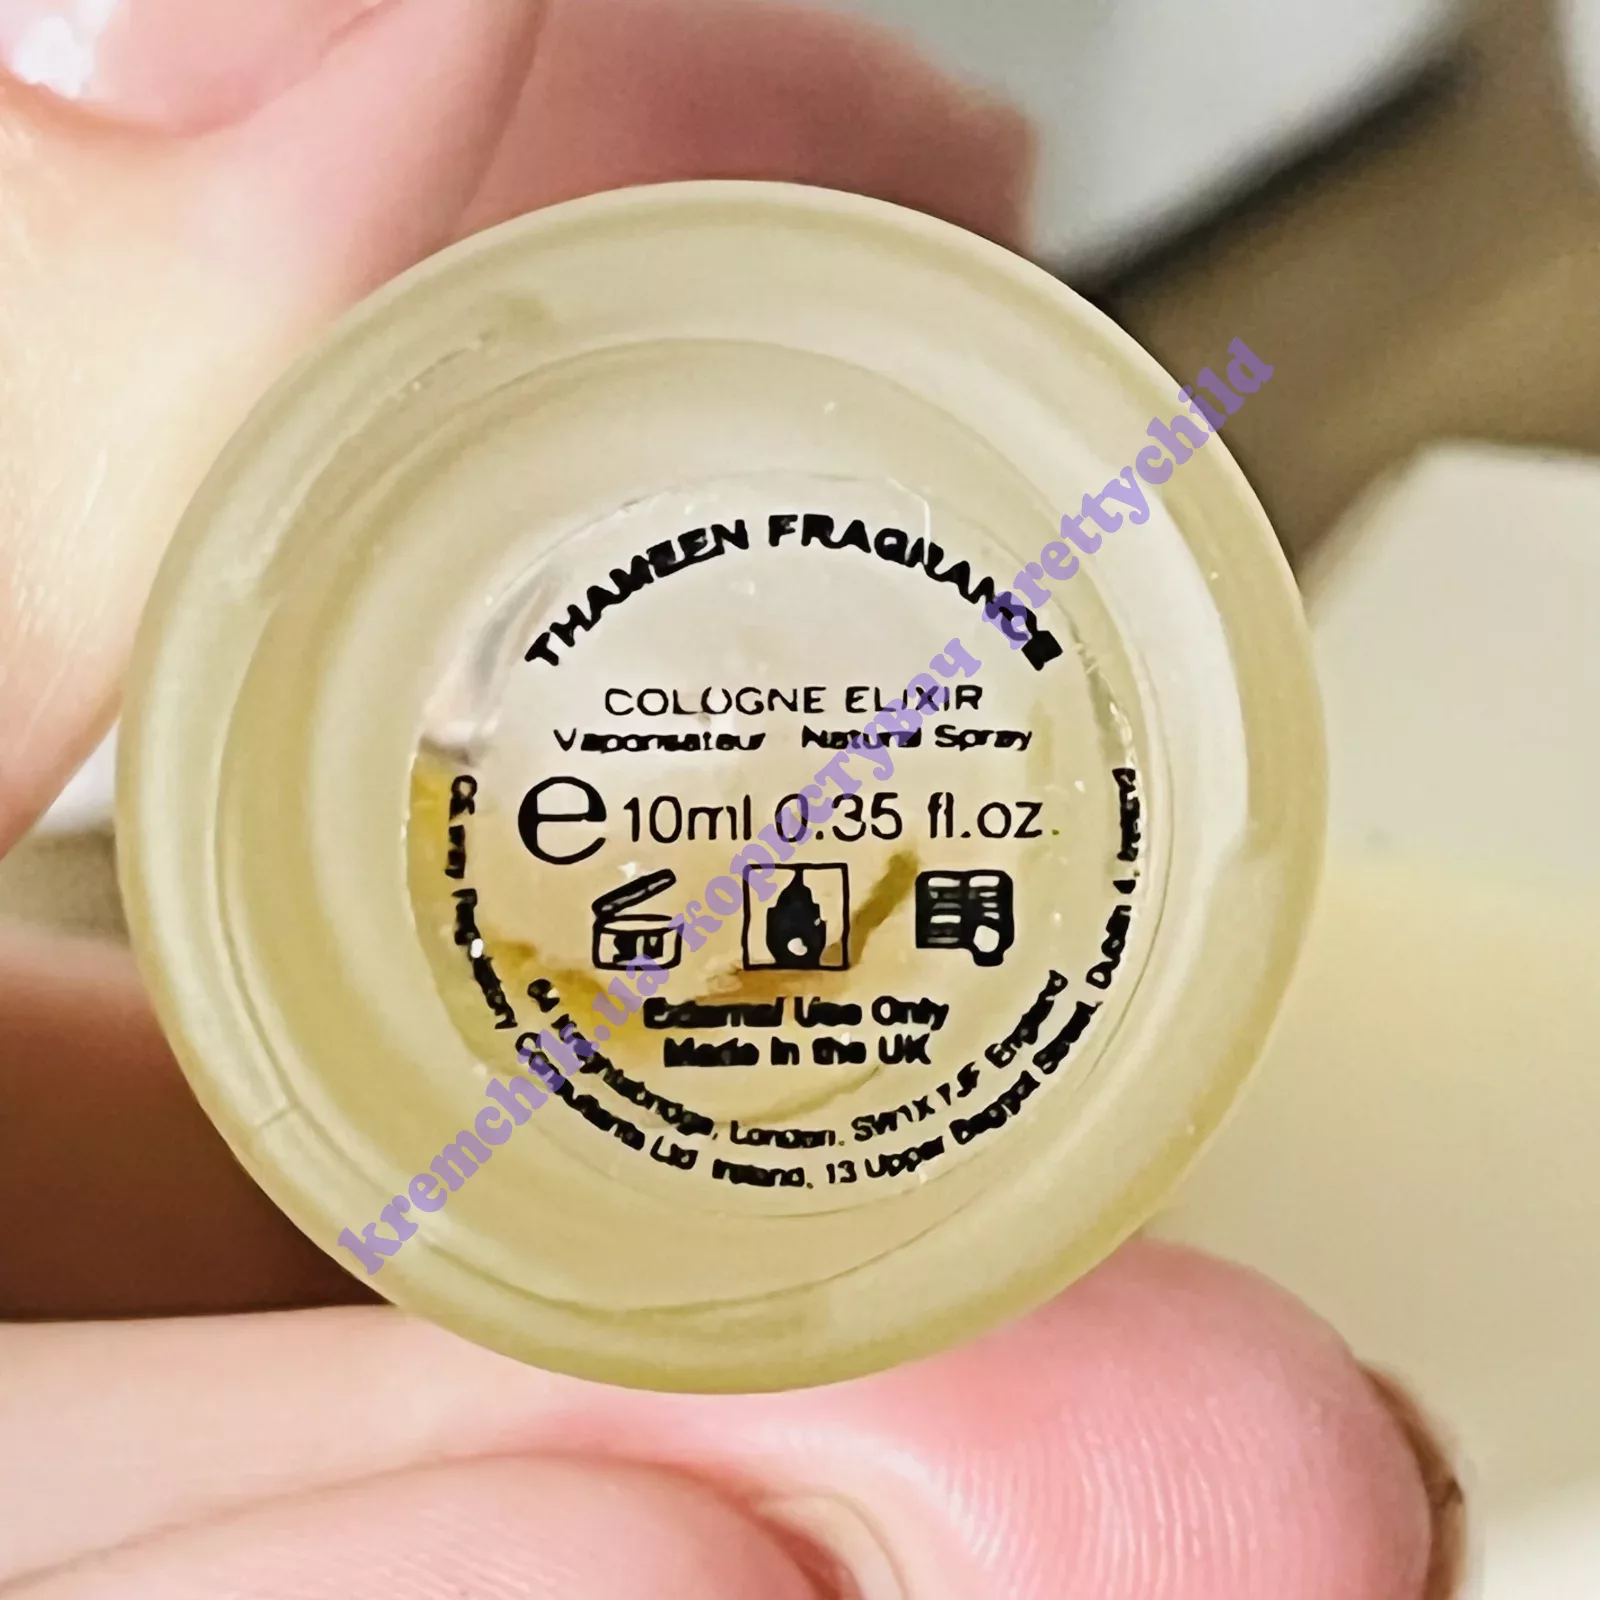 THAMEEN FRAGRANCE
COLOGNE ELIXIR
Vaporisateur Natural Spray
e 10ml 0.35 fl.oz.
External Use Only
Made in the UK
64 Knightsbridge, London, SW1X 7JF England
Ltd Ireland, 13 Upper Baggot Street, Dublin 4, Ireland
kremchik.ua користувач prettychild